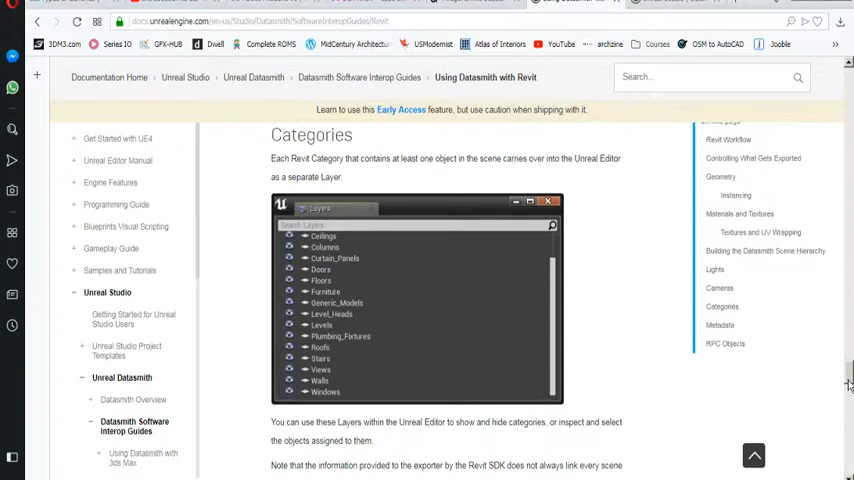 docs.unrealengine.com/en-us/Studio/Datasmith/SoftwareInteropGuides/Revit
3DM3.com
Series IO
GFX-HUB
Dwell
Complete ROMS
MidCentury Architectu
USModernist
Atlas of Interiors
YouTube
archzine
Courses
OSM to AutoCAD
Jooble
Documentation Home > Unreal Studio > Unreal Datasmith > Datasmith Software Interop Guides > Using Datasmith with Revit
Search...
Learn to use this Early Access feature, but use caution when shipping with it.
Get Started with UE4
Unreal Editor Manual
Engine Features
Programming Guide
Blueprints Visual Scripting
Gameplay Guide
Samples and Tutorials
Unreal Studio
Getting Started for Unreal
Studio Users
Unreal Studio Project
Templates
Unreal Datasmith
Datasmith Overview
Datasmith Software
Interop Guides
Using Datasmith with
3ds Max
Categories
Each Revit Category that contains at least one object in the scene carries over into the Unreal Editor
as a separate Layer.
Layers
Search Layers
Ceilings
Columns
Curtain_Panels
Doors
Floors
Furniture
Generic_Models
Level_Heads
Levels
Plumbing_Fixtures
Roofs
Stairs
Views
Walls
Windows
You can use these Layers within the Unreal Editor to show and hide categories, or inspect and select
the objects assigned to them.
Note that the information provided to the exporter by the Revit SDK does not always link every scene
Revit Workflow
Controlling What Gets Exported
Geometry
Instancing
Materials and Textures
Textures and UV Wrapping
Building the Datasmith Scene Hierarchy
Lights
Cameras
Categories
Metadata
RPC Objects